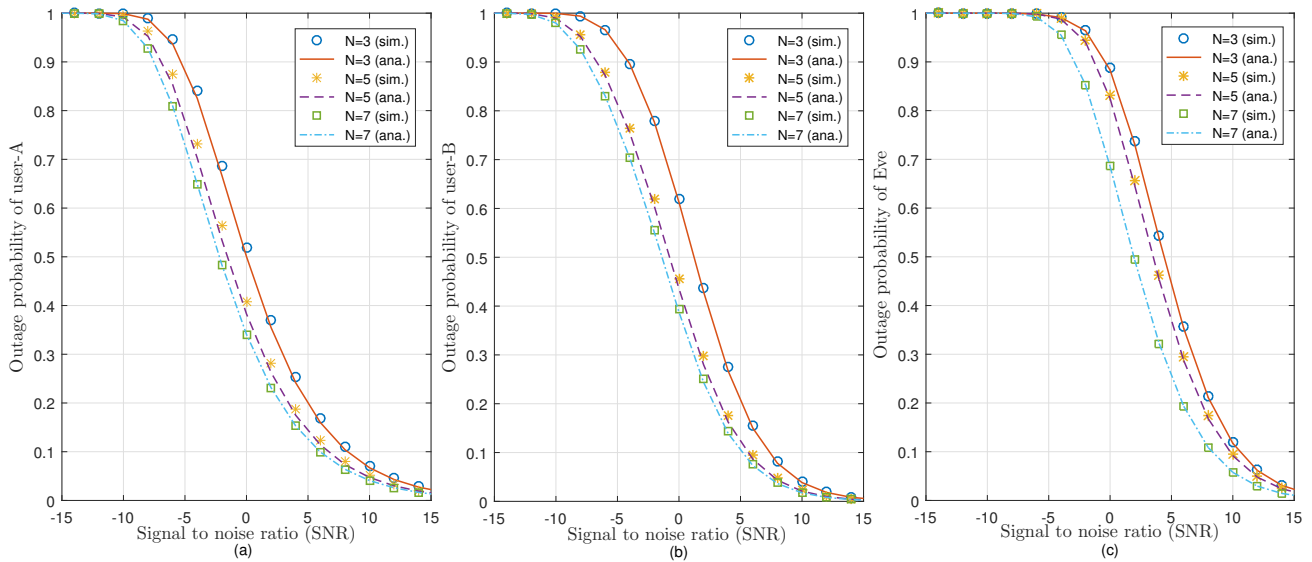 Outage probability of user-A
1
0.9
0.8
0.7
0.6
0.5
0.4
0.3
0.2
0.1
0
N=3 (sim.)
N=3 (ana.)
N=5 (sim.)
N=5 (ana.)
N=7 (sim.)
N=7 (ana.)
-15 -10 -5 0 5 10 15
Signal to noise ratio (SNR)
(a)
Outage probability of user-B
1
0.9
0.8
0.7
0.6
0.5
0.4
0.3
0.2
0.1
0
N=3 (sim.)
N=3 (ana.)
N=5 (sim.)
N=5 (ana.)
N=7 (sim.)
N=7 (ana.)
-15 -10 -5 0 5 10 15
Signal to noise ratio (SNR)
(b)
Outage probability of Eve
1
0.9
0.8
0.7
0.6
0.5
0.4
0.3
0.2
0.1
0
N=3 (sim.)
N=3 (ana.)
N=5 (sim.)
N=5 (ana.)
N=7 (sim.)
N=7 (ana.)
-15 -10 -5 0 5 10 15
Signal to noise ratio (SNR)
(c)